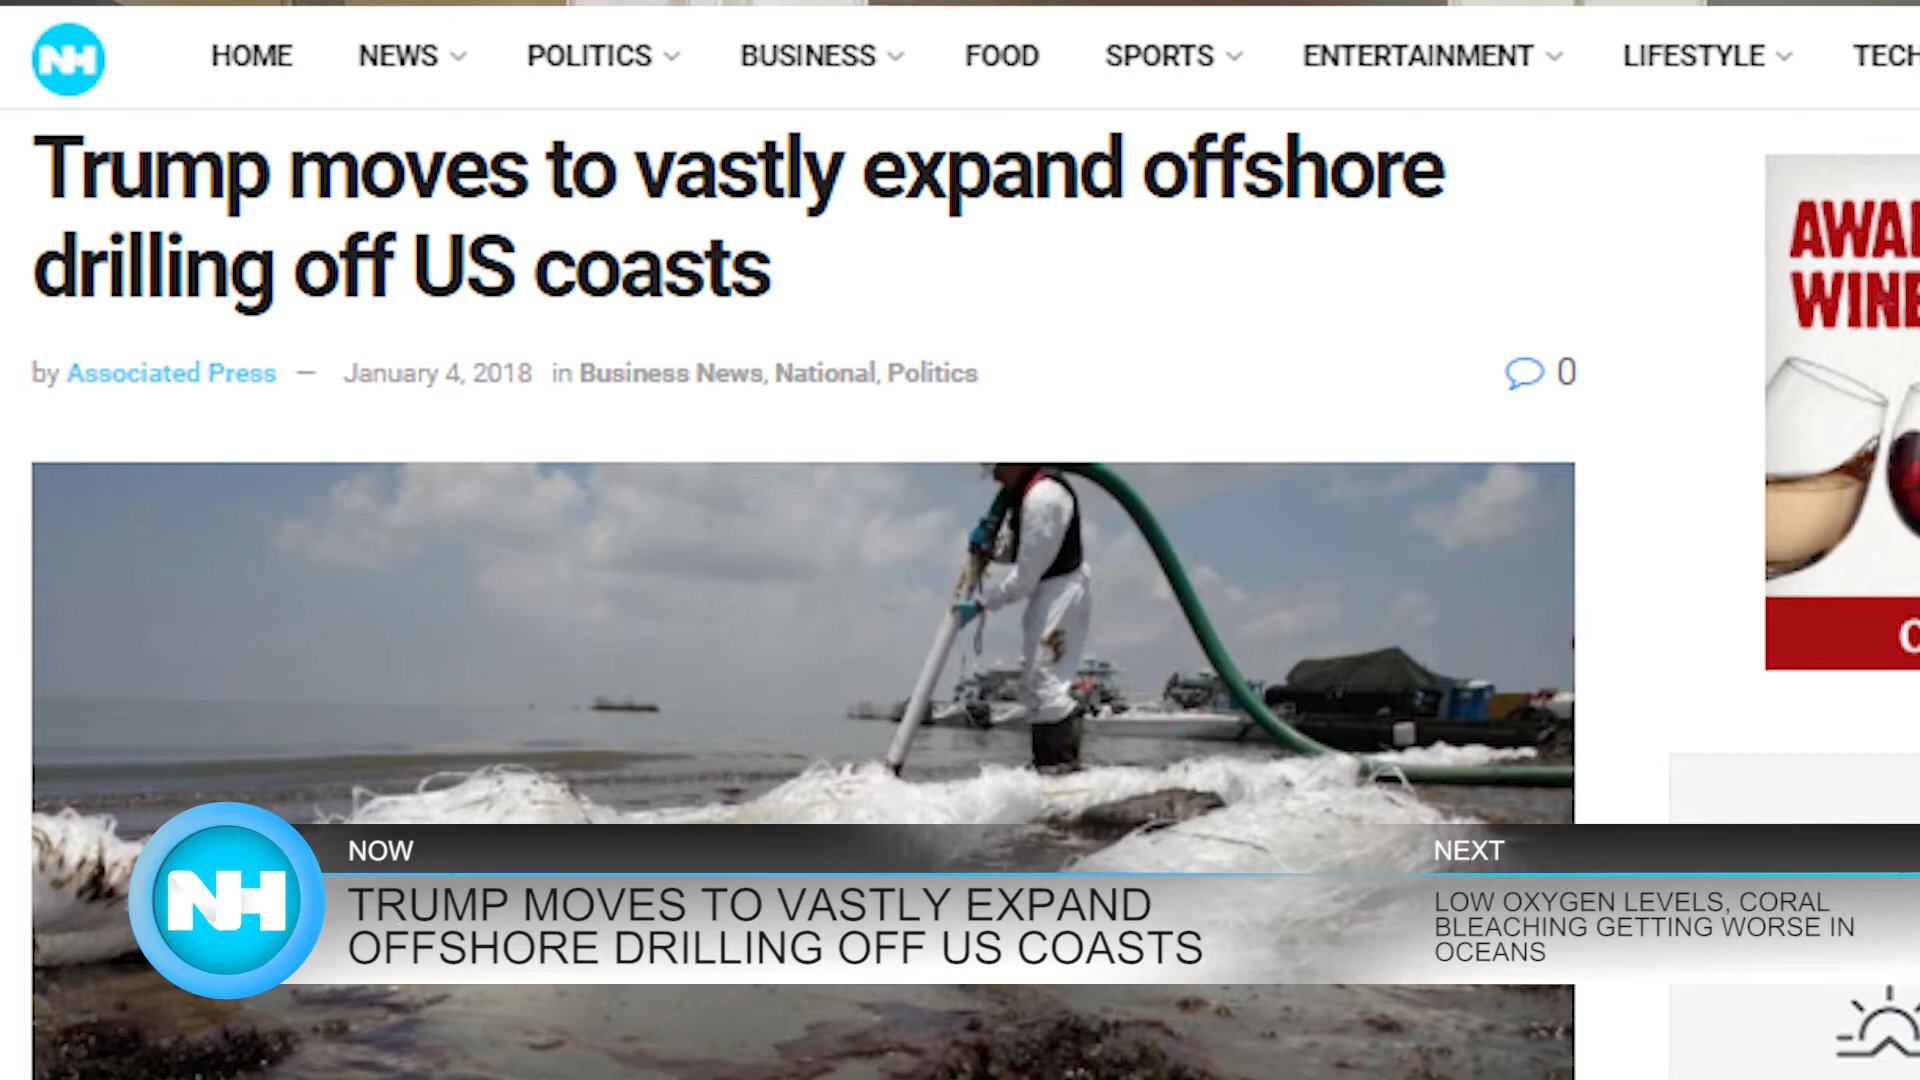 NH
HOME NEWS POLITICS BUSINESS FOOD SPORTS ENTERTAINMENT LIFESTYLE
Trump moves to vastly expand offshore
drilling off US coasts
by Associated Press — January 4, 2018 in Business News, National, Politics
0
NH
NOW
TRUMP MOVES TO VASTLY EXPAND
OFFSHORE DRILLING OFF US COASTS
NEXT
LOW OXYGEN LEVELS, CORAL
BLEACHING GETTING WORSE IN
OCEANS